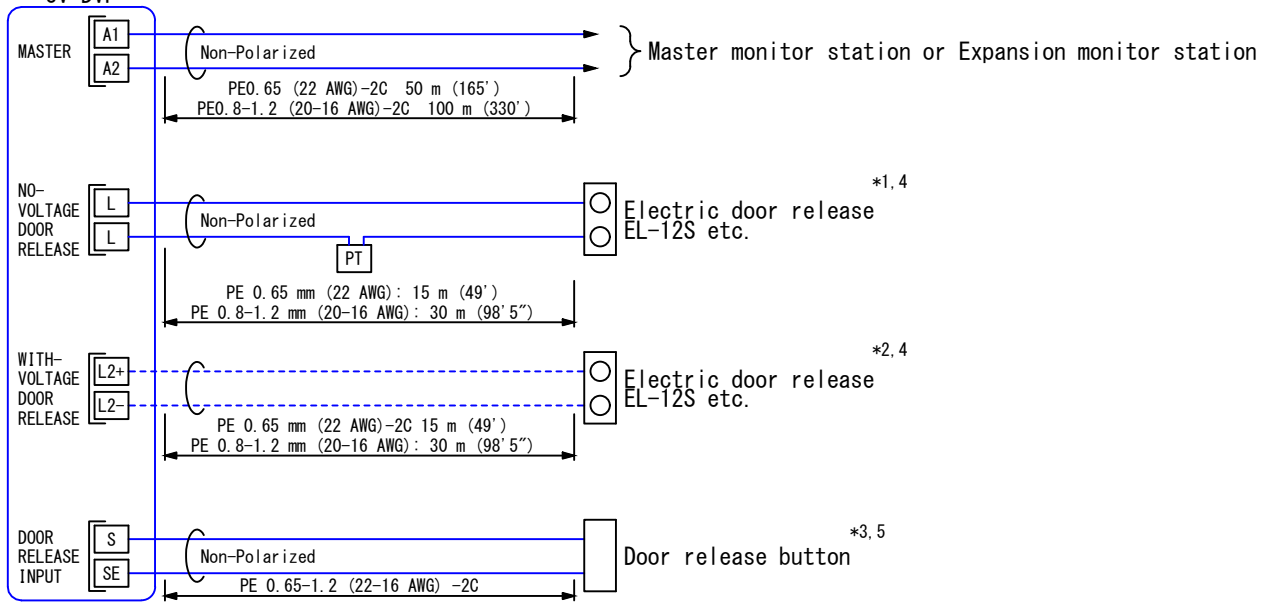 MASTER
A1
A2
Non-Polarized
Master monitor station or Expansion monitor station
PE0.65 (22 AWG)-2C 50 m (165')
PE0.8-1.2 (20-16 AWG)-2C 100 m (330')
NO-
VOLTAGE
DOOR
RELEASE
L
L
Non-Polarized
PT
*1,4
Electric door release
EL-12S etc.
PE 0.65 mm (22 AWG): 15 m (49')
PE 0.8-1.2 mm (20-16 AWG): 30 m (98'5")
WITH-
VOLTAGE
DOOR
RELEASE
L2+
L2-
*2,4
Electric door release
EL-12S etc.
PE 0.65 mm (22 AWG)-2C 15 m (49')
PE 0.8-1.2 mm (20-16 AWG): 30 m (98'5")
DOOR
RELEASE
INPUT
S
SE
Non-Polarized
*3,5
Door release button
PE 0.65-1.2 (22-16 AWG) -2C